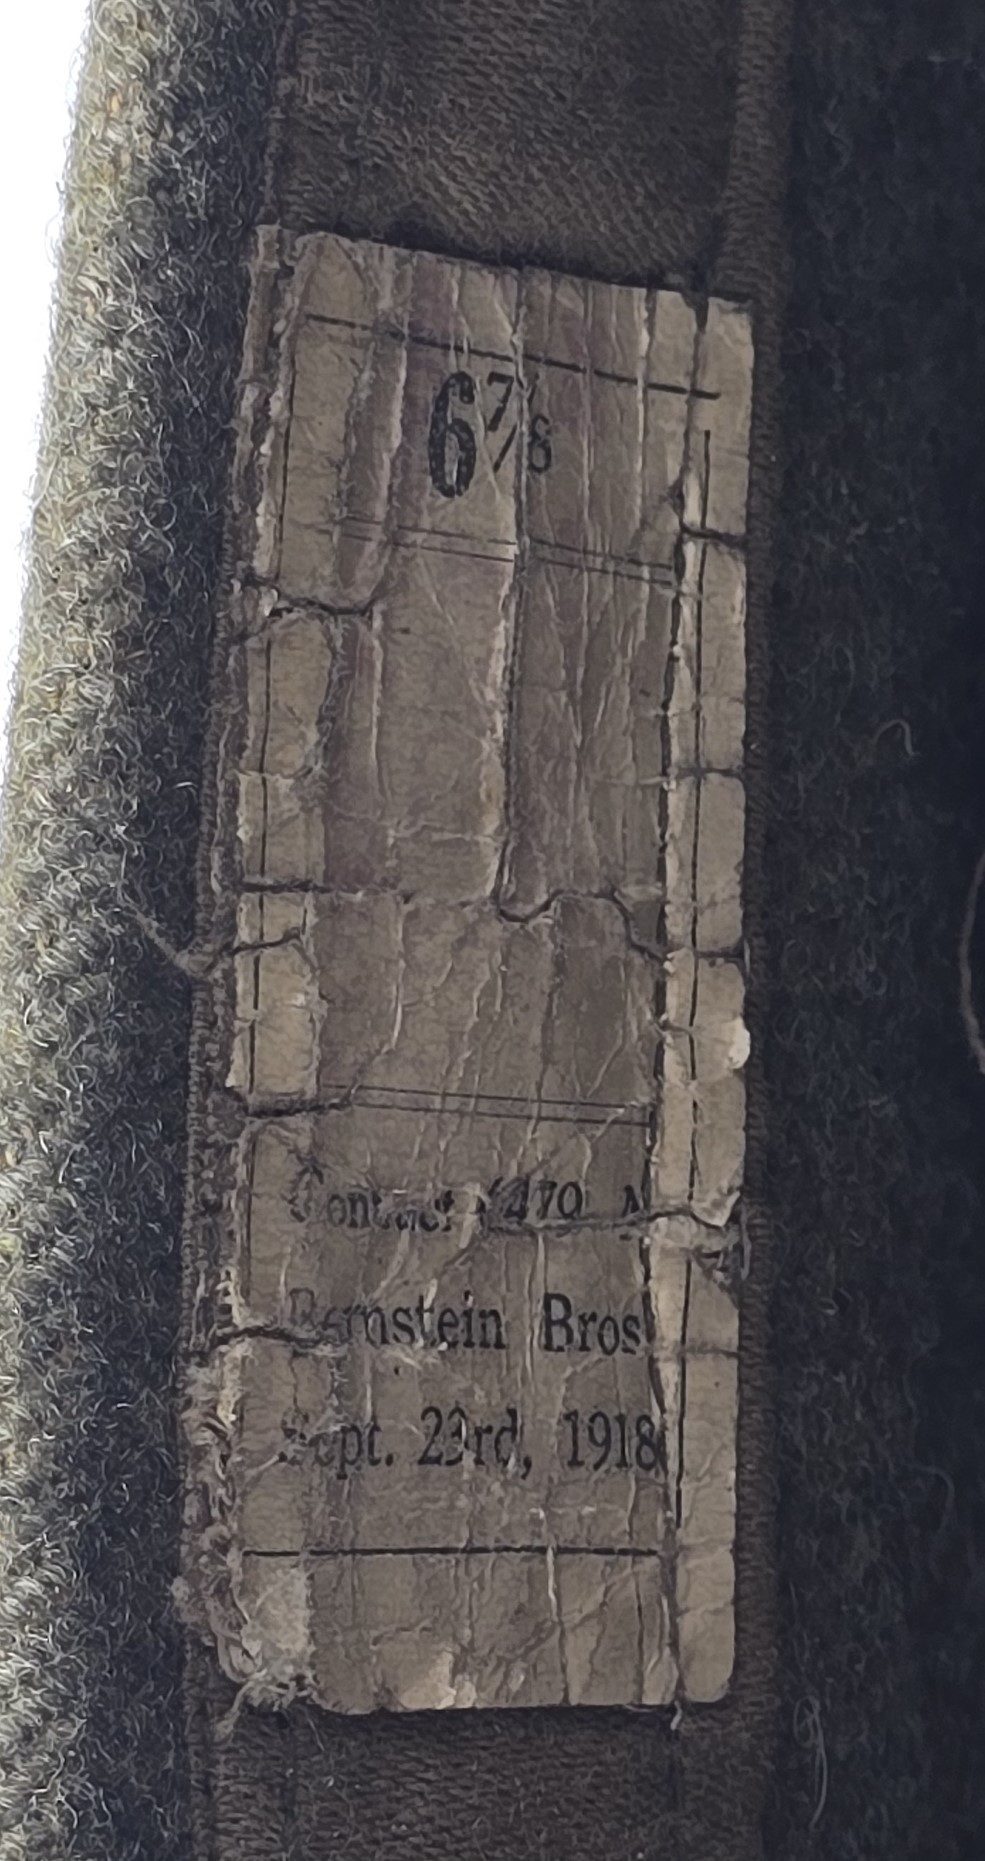 6⅞
Contract
Bernstein Bros
Sept. 23rd, 1918